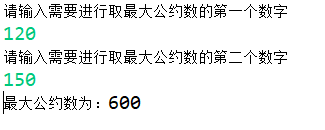 请输入需要进行取最大公约数的第一个数字
120
请输入需要进行取最大公约数的第二个数字
150
最大公约数为：600